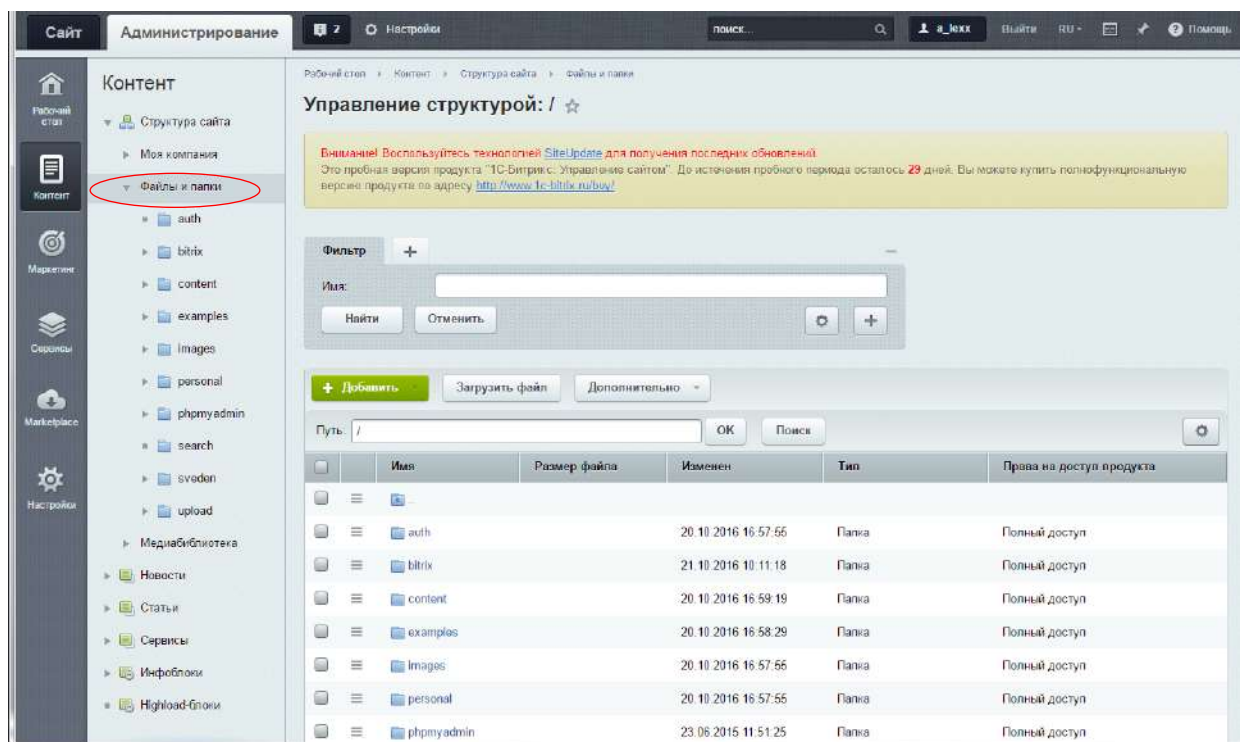 Сайт
Администрирование
2
Настройки
поиск...
a_lexx
Выйти
RU
Помощь
Рабочий стол
Контент
Маркетинг
Сервисы
Marketplace
Настройки
Контент
Структура сайта
Моя компания
Файлы и папки
auth
bitrix
content
examples
images
personal
phpmyadmin
search
sveden
upload
Медиабиблиотека
Новости
Статьи
Сервисы
Инфоблоки
Highload-блоки
Рабочий стол Контент Структура сайта Файлы и папки
Управление структурой: /
Внимание! Воспользуйтесь технологией SiteUpdate для получения последних обновлений.
Это пробная версия продукта "1С-Битрикс: Управление сайтом". До истечения пробного периода осталось 29 дней. Вы можете купить полнофункциональную
версию продукта по адресу http://www.1c-bitrix.ru/buy/
Фильтр
Имя:
Найти Отменить
+ Добавить Загрузить файл Дополнительно
Путь: / OK Поиск
Имя Размер файла Изменен Тип Права на доступ продукта
..
auth 20.10.2016 16:57:55 Папка Полный доступ
bitrix 21.10.2016 10:11:18 Папка Полный доступ
content 20.10.2016 16:59:19 Папка Полный доступ
examples 20.10.2016 16:58:29 Папка Полный доступ
images 20.10.2016 16:57:55 Папка Полный доступ
personal 20.10.2016 16:57:55 Папка Полный доступ
phpmyadmin 23.06.2015 11:51:25 Папка Полный доступ